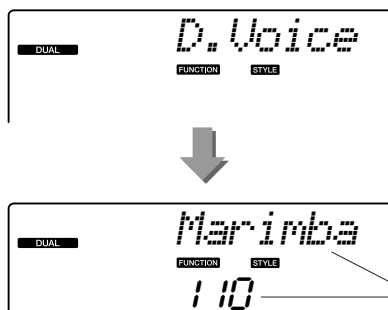 D.Voice
DUAL
FUNCTION STYLE
Marimba
DUAL
FUNCTION STYLE
110